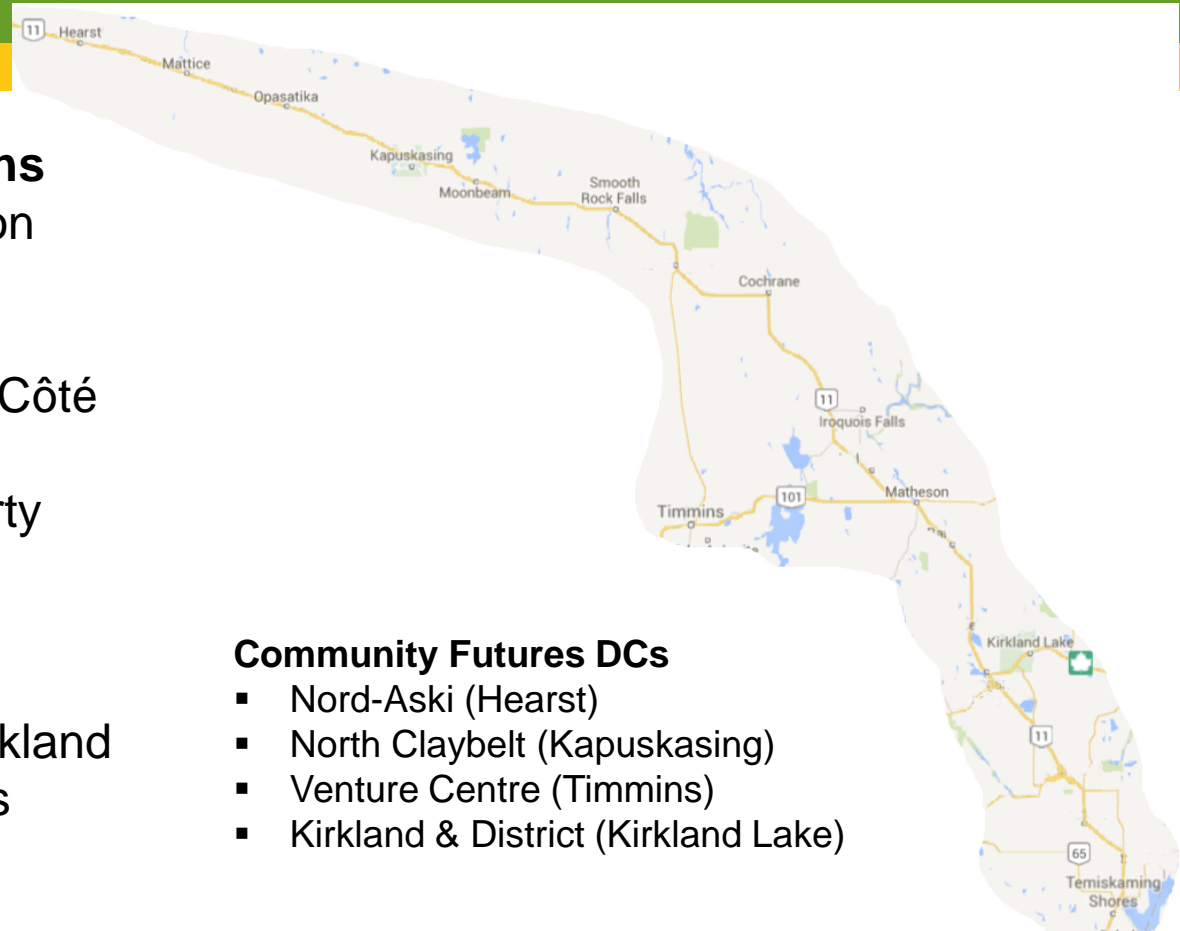 11
Hearst
Mattice
Opasatika
Kapuskasing
Moonbeam
Smooth
Rock Falls
Cochrane
11
Iroquois Falls
Matheson
101
Timmins
Kirkland Lake
11
65
Temiskaming
Shores
ns
on
Côté
rty
kland
s
Community Futures DCs
▪ Nord-Aski (Hearst)
▪ North Claybelt (Kapuskasing)
▪ Venture Centre (Timmins)
▪ Kirkland & District (Kirkland Lake)